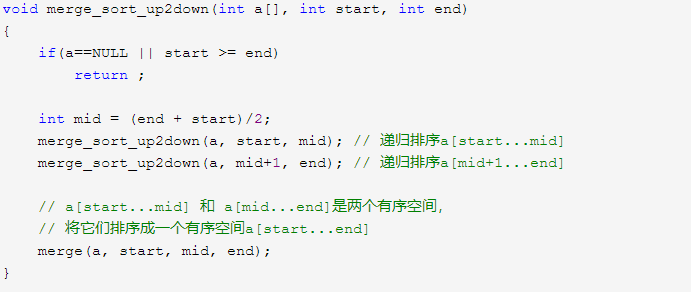 void merge_sort_up2down(int a[], int start, int end)
{
    if(a==NULL || start >= end)
        return ;
    int mid = (end + start)/2;
    merge_sort_up2down(a, start, mid); // 递归排序a[start...mid]
    merge_sort_up2down(a, mid+1, end); // 递归排序a[mid+1...end]
    // a[start...mid] 和 a[mid...end]是两个有序空间，
    // 将它们排序成一个有序空间a[start...end]
    merge(a, start, mid, end);
}